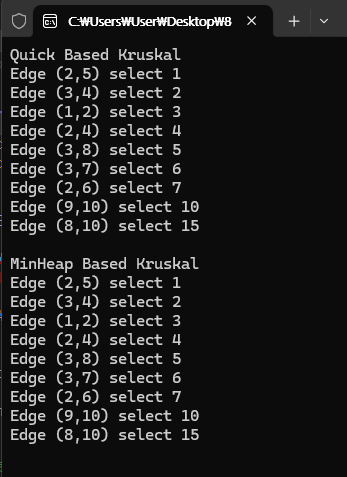 C:₩Users₩User₩Desktop₩8
Quick Based Kruskal
Edge (2,5) select 1
Edge (3,4) select 2
Edge (1,2) select 3
Edge (2,4) select 4
Edge (3,8) select 5
Edge (3,7) select 6
Edge (2,6) select 7
Edge (9,10) select 10
Edge (8,10) select 15
MinHeap Based Kruskal
Edge (2,5) select 1
Edge (3,4) select 2
Edge (1,2) select 3
Edge (2,4) select 4
Edge (3,8) select 5
Edge (3,7) select 6
Edge (2,6) select 7
Edge (9,10) select 10
Edge (8,10) select 15